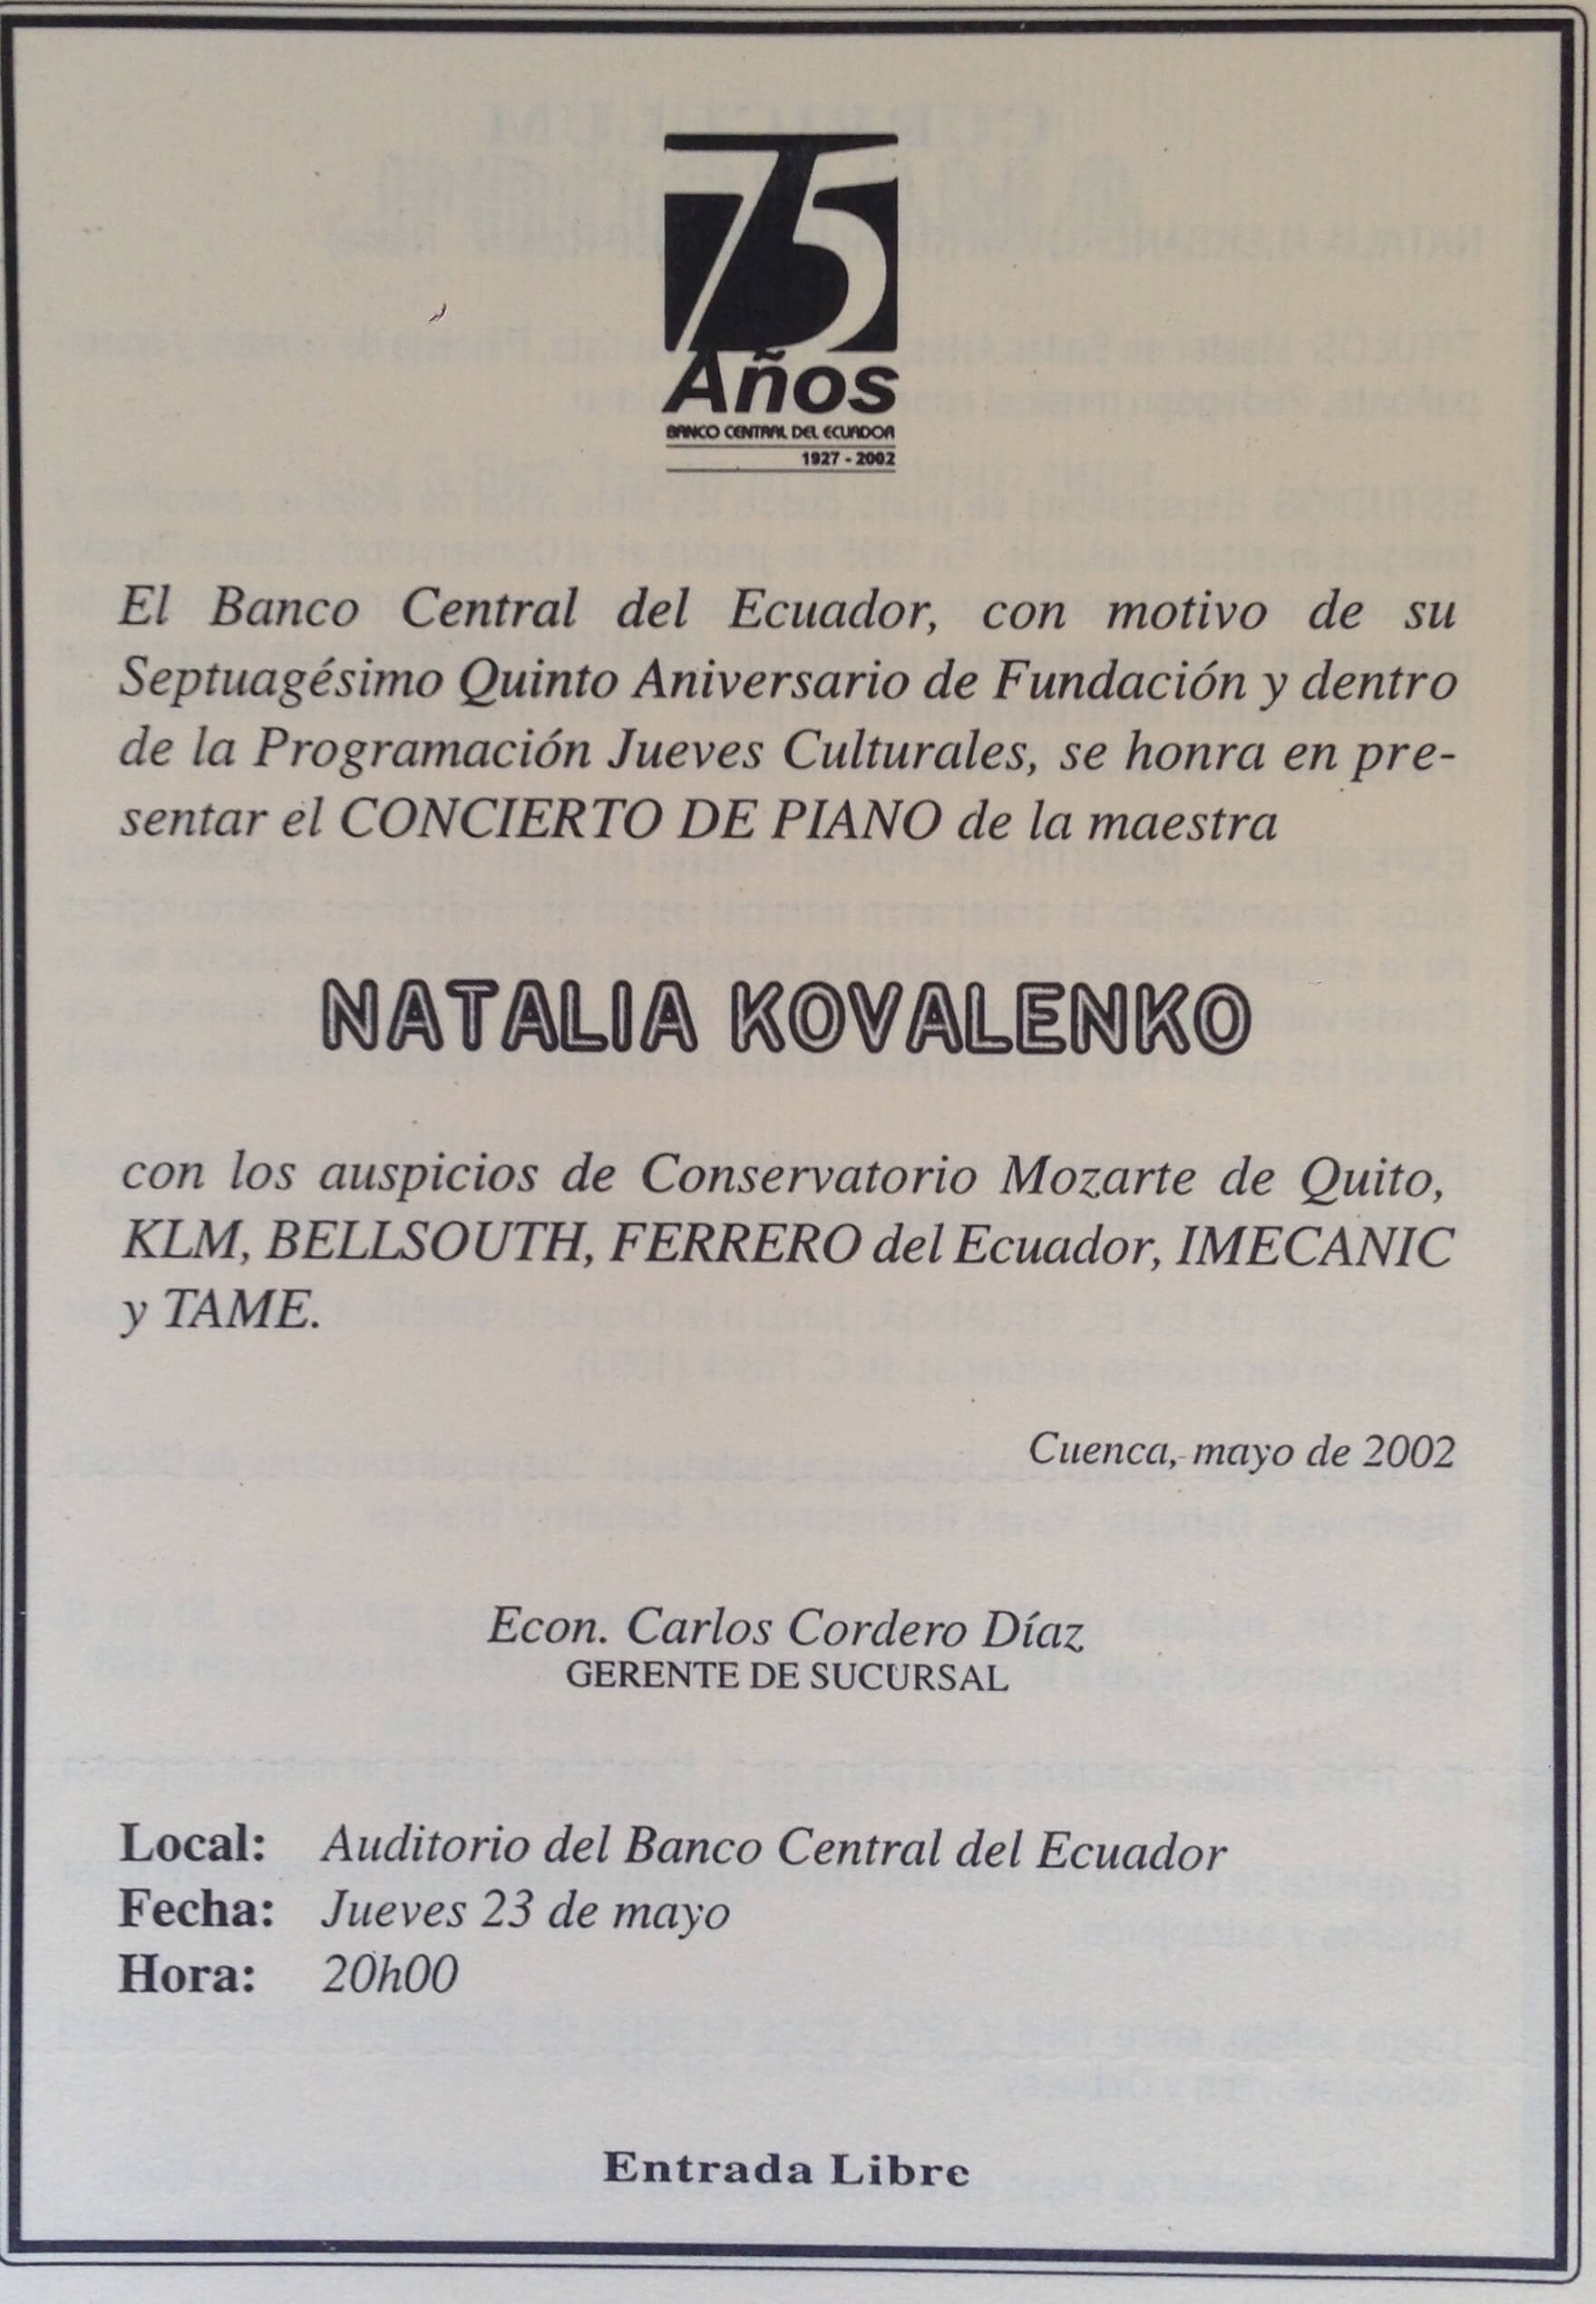 75
Años
BANCO CENTRAL DEL ECUADOR
1927 - 2002
El Banco Central del Ecuador, con motivo de su
Septuagésimo Quinto Aniversario de Fundación y dentro
de la Programación Jueves Culturales, se honra en pre-
sentar el CONCIERTO DE PIANO de la maestra
NATALIA KOVALENKO
con los auspicios de Conservatorio Mozarte de Quito,
KLM, BELLSOUTH, FERRERO del Ecuador, IMECANIC
y TAME.
Cuenca, mayo de 2002
Econ. Carlos Cordero Díaz
GERENTE DE SUCURSAL
Local: Auditorio del Banco Central del Ecuador
Fecha: Jueves 23 de mayo
Hora: 20h00
Entrada Libre